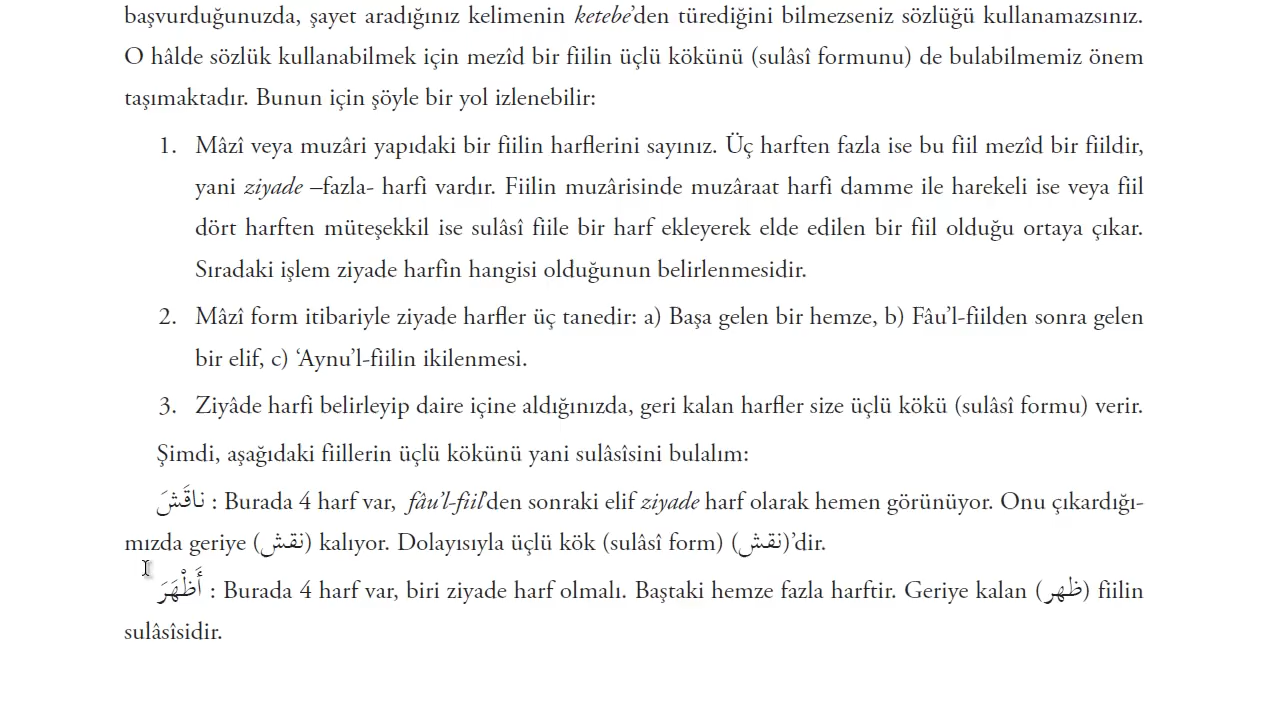 başvurduğunuzda, şayet aradığınız kelimenin ketebe’den türediğini bilmezseniz sözlüğü kullanamazsınız.
O hâlde sözlük kullanabilmek için mezîd bir fiilin üçlü kökünü (sulâsî formunu) de bulabilmemiz önem
taşımaktadır. Bunun için şöyle bir yol izlenebilir:
1. Mâzî veya muzâri yapıdaki bir fiilin harflerini sayınız. Üç harften fazla ise bu fiil mezîd bir fiildir,
yani ziyade –fazla- harfi vardır. Fiilin muzârisinde muzâraat harfi damme ile harekeli ise veya fiil
dört harften müteşekkil ise sulâsî fiile bir harf ekleyerek elde edilen bir fiil olduğu ortaya çıkar.
Sıradaki işlem ziyade harfin hangisi olduğunun belirlenmesidir.
2. Mâzî form itibariyle ziyade harfler üç tanedir: a) Başa gelen bir hemze, b) Fâu’l-fiilden sonra gelen
bir elif, c) ‘Aynu’l-fiilin ikilenmesi.
3. Ziyâde harfi belirleyip daire içine aldığınızda, geri kalan harfler size üçlü kökü (sulâsî formu) verir.
Şimdi, aşağıdaki fiillerin üçlü kökünü yani sulâsîsini bulalım:
ناقَشَ : Burada 4 harf var, fâu’l-fiil’den sonraki elif ziyade harf olarak hemen görünüyor. Onu çıkardığı-
mızda geriye (نقش) kalıyor. Dolayısıyla üçlü kök (sulâsî form) (نقش)’dir.
أَظْهَرَ : Burada 4 harf var, biri ziyade harf olmalı. Baştaki hemze fazla harftir. Geriye kalan (ظهر) fiilin
sulâsîsidir.